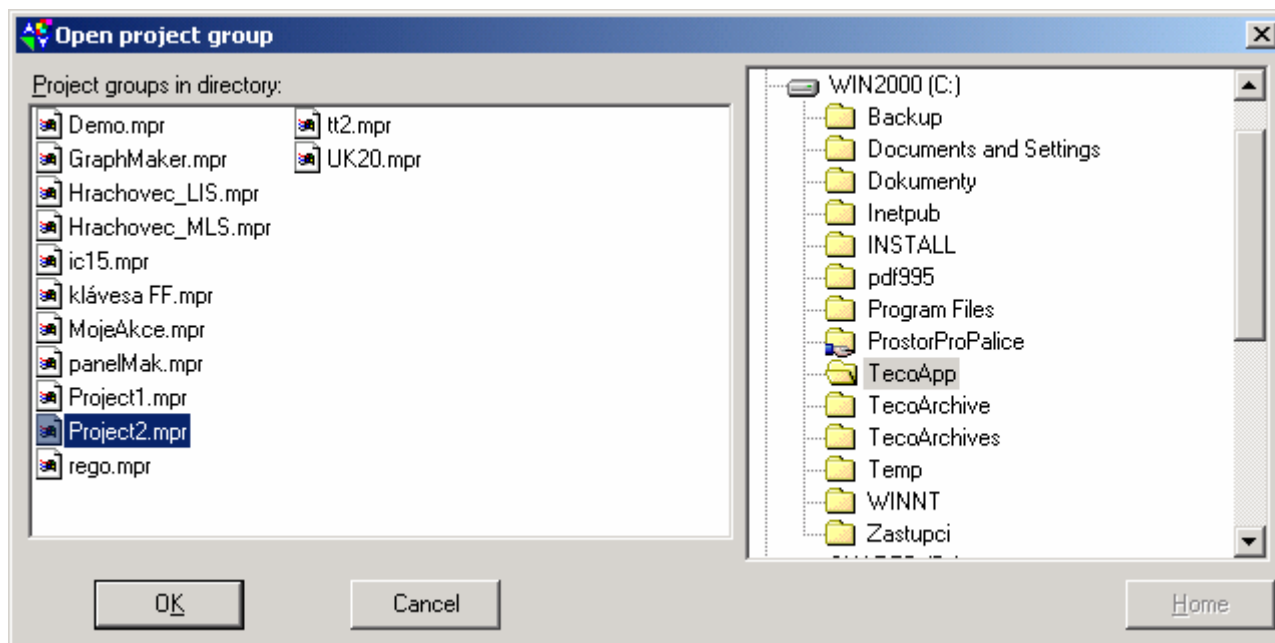 Open project group
Project groups in directory:
Demo.mpr
GraphMaker.mpr
Hrachovec_LIS.mpr
Hrachovec_MLS.mpr
ic15.mpr
klávesa FF.mpr
MojeAkce.mpr
panelMak.mpr
Project1.mpr
Project2.mpr
rego.mpr
tt2.mpr
UK20.mpr
WIN2000 (C:)
Backup
Documents and Settings
Dokumenty
Inetpub
INSTALL
pdf995
Program Files
ProstorProPalice
TecoApp
TecoArchive
TecoArchives
Temp
WINNT
Zastupci
OK
Cancel
Home